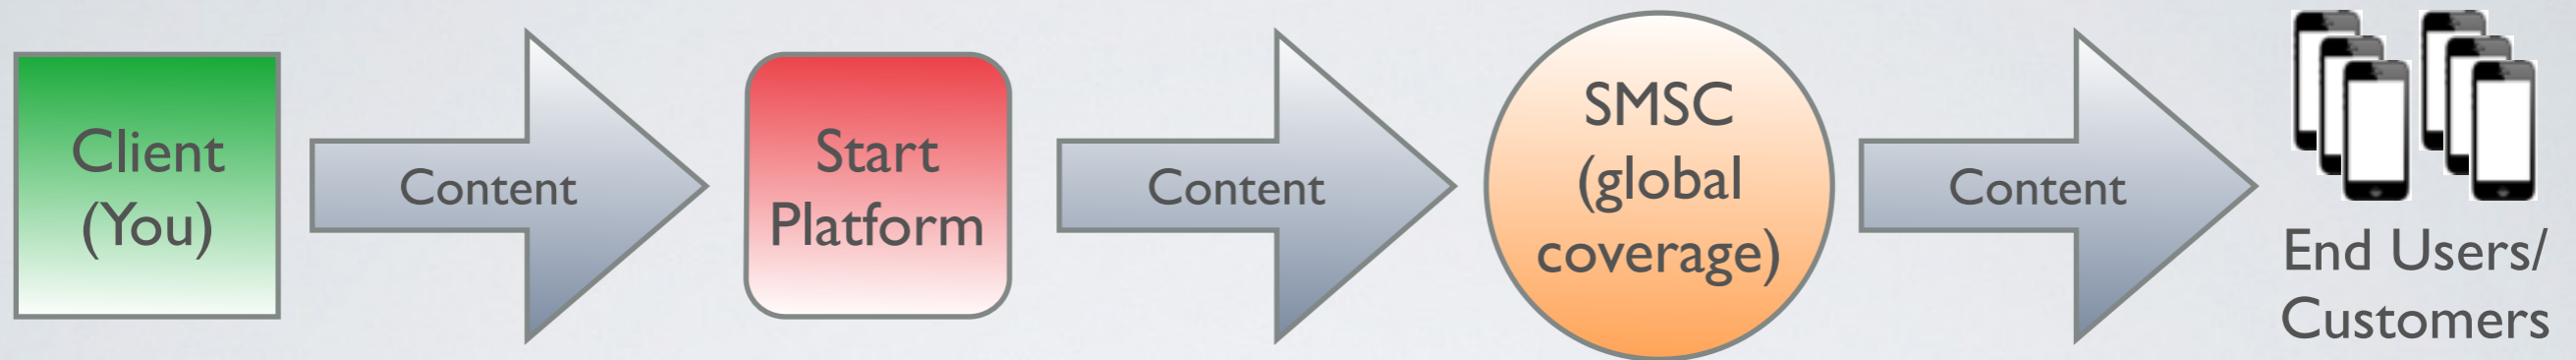 Client
(You)
Content
Start
Platform
Content
SMSC
(global
coverage)
Content
End Users/
Customers